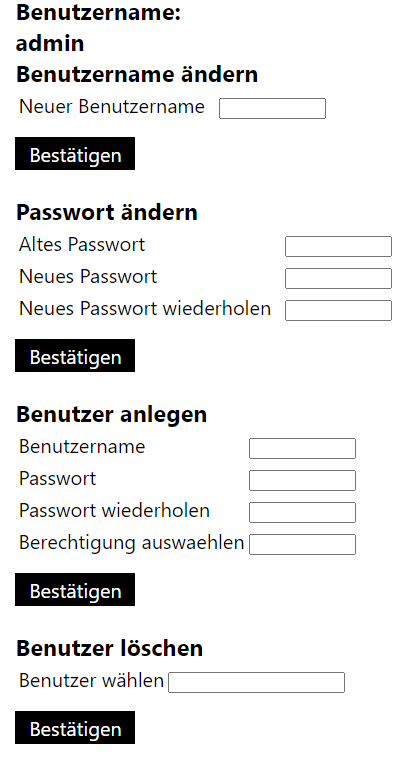 Benutzername:
admin
Benutzername ändern
Neuer Benutzername
Bestätigen
Passwort ändern
Altes Passwort
Neues Passwort
Neues Passwort wiederholen
Bestätigen
Benutzer anlegen
Benutzername
Passwort
Passwort wiederholen
Berechtigung auswaehlen
Bestätigen
Benutzer löschen
Benutzer wählen
Bestätigen